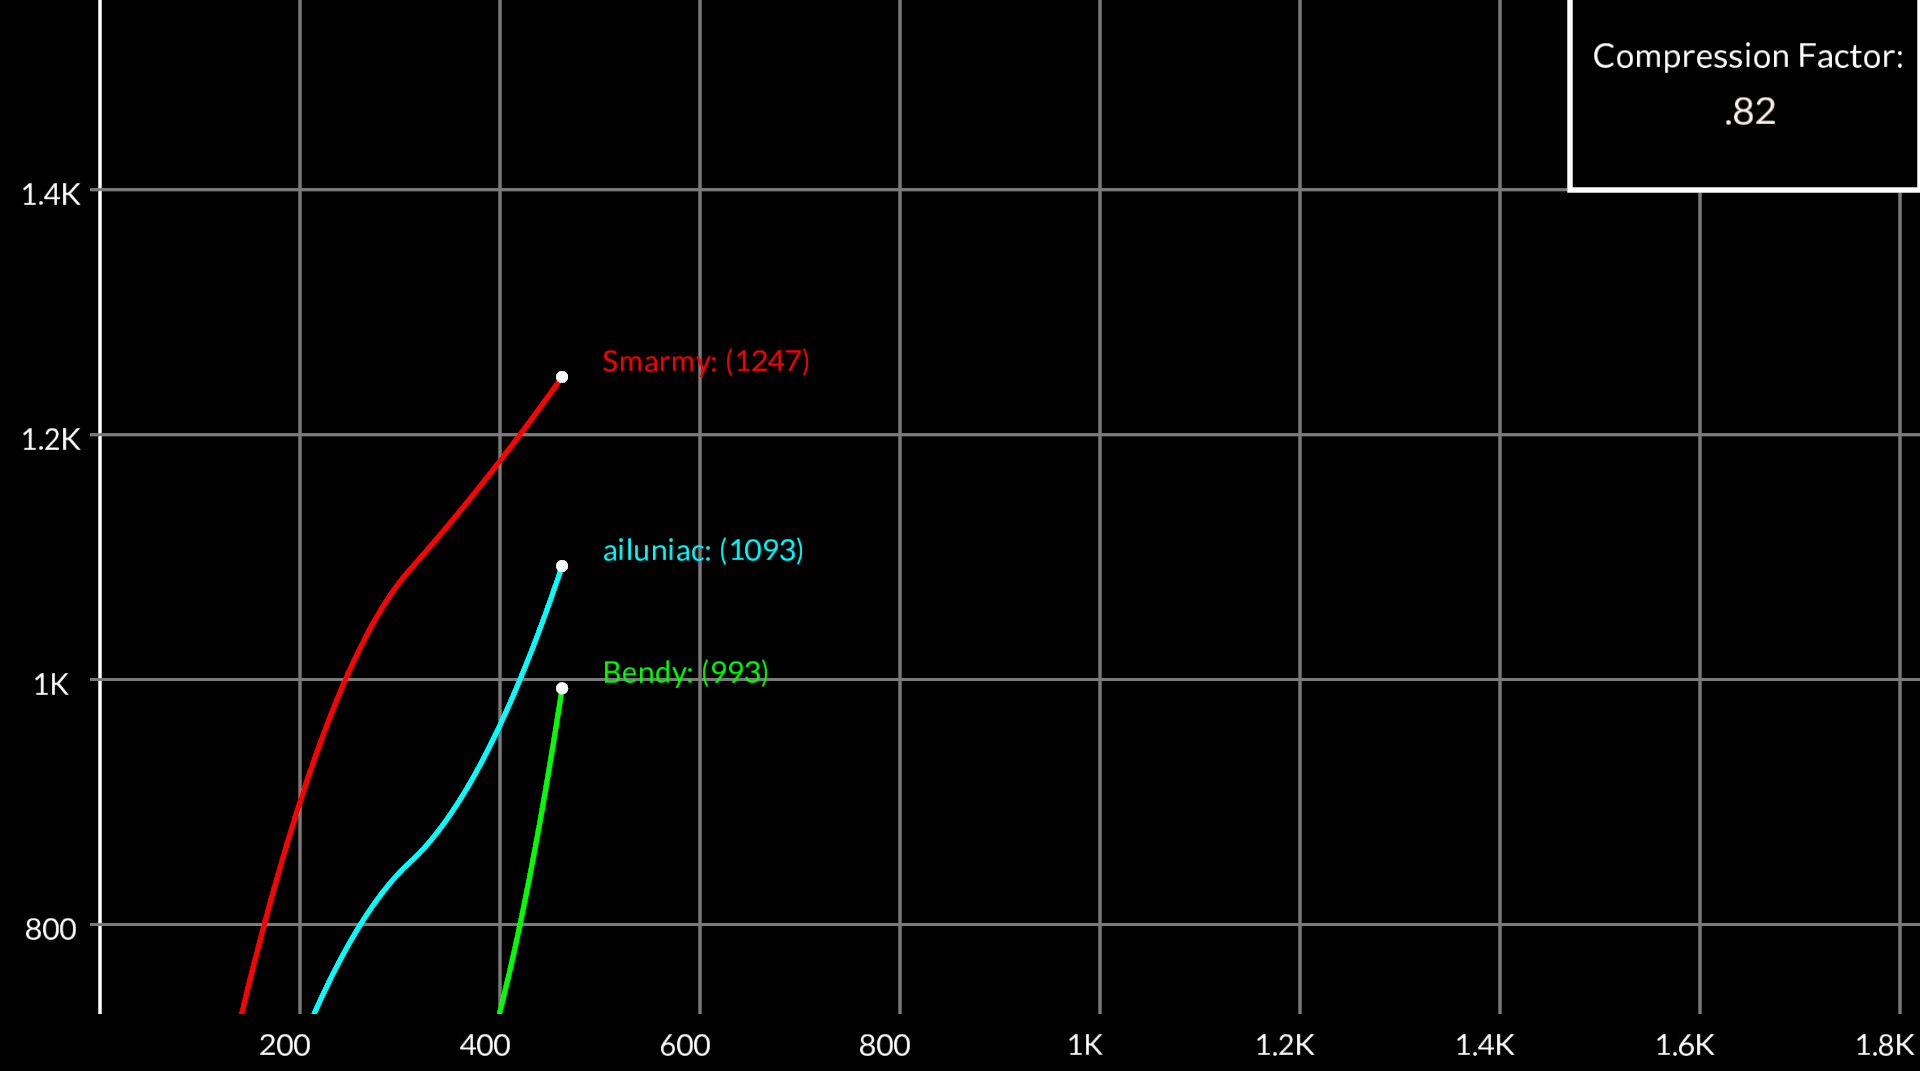 Compression Factor:
.82
1.4K
Smarmy: (1247)
1.2K
ailuniac: (1093)
Bendy: (993)
1K
800
200 400 600 800 1K 1.2K 1.4K 1.6K 1.8K